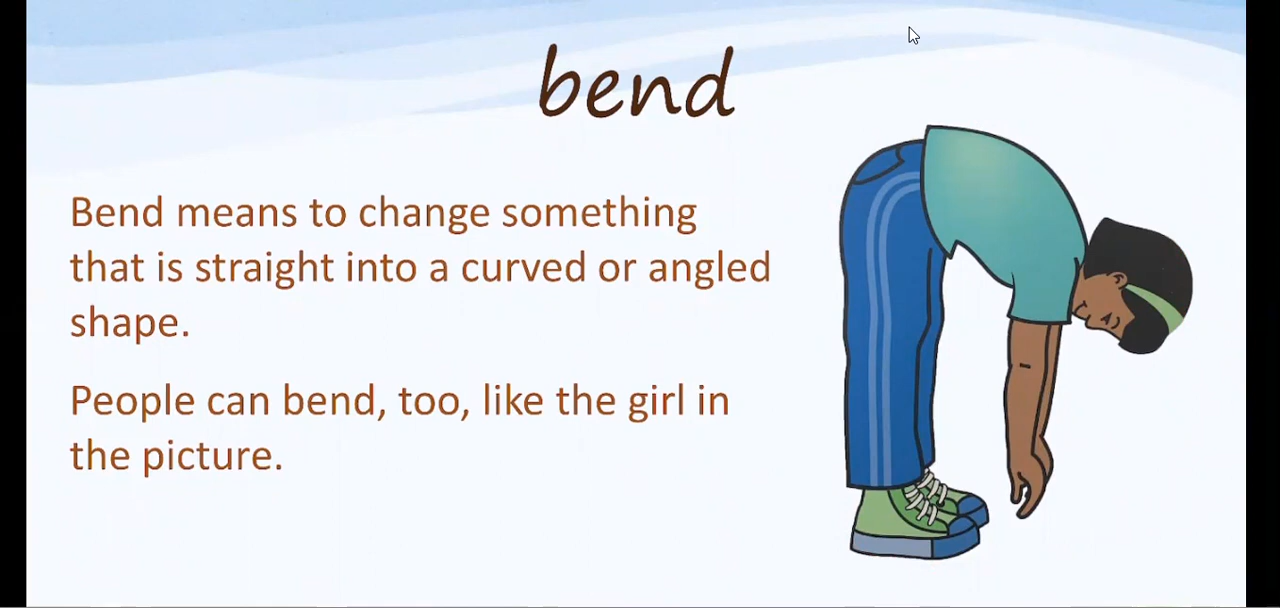 bend
Bend means to change something
that is straight into a curved or angled
shape.
People can bend, too, like the girl in
the picture.